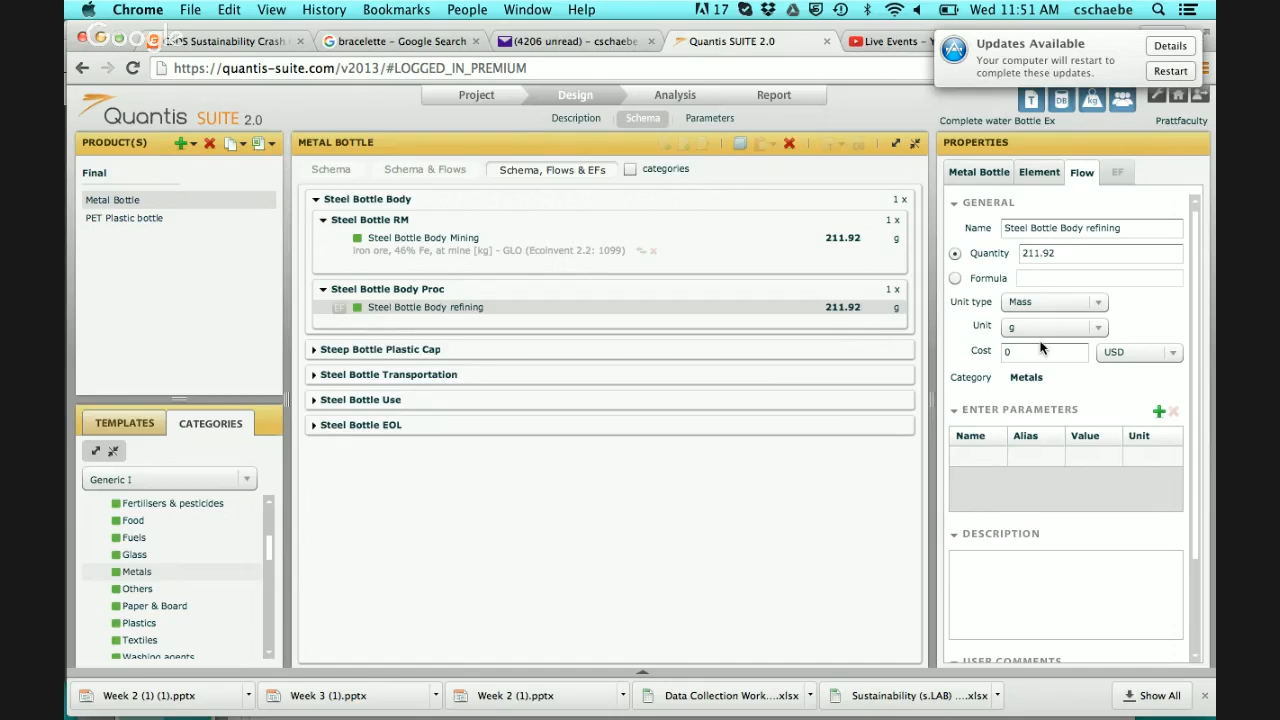 Chrome File Edit View History Bookmarks People Window Help 17 Wed 11:51 AM cschaebe
Google
PS Sustainability Crash
bracelette – Google Search
(4206 unread) – cschaebe
Quantis SUITE 2.0
Live Events –
https://quantis-suite.com/v2013/#LOGGED_IN_PREMIUM
Updates Available
Your computer will restart to
complete these updates.
Details
Restart
Quantis SUITE 2.0
Project Design Analysis Report
Description Schema Parameters
T DB kg
Complete water Bottle Ex Prattfaculty
PRODUCT(S)
Final
Metal Bottle
PET Plastic bottle
TEMPLATES CATEGORIES
Generic I
Fertilisers & pesticides
Food
Fuels
Glass
Metals
Others
Paper & Board
Plastics
Textiles
Washing agents
METAL BOTTLE
Schema Schema & Flows Schema, Flows & EFs categories
Steel Bottle Body 1 x
Steel Bottle RM 1 x
Steel Bottle Body Mining 211.92 g
iron ore, 46% Fe, at mine [kg] – GLO (Ecoinvent 2.2: 1099)
Steel Bottle Body Proc 1 x
EF Steel Bottle Body refining 211.92 g
Steep Bottle Plastic Cap
Steel Bottle Transportation
Steel Bottle Use
Steel Bottle EOL
PROPERTIES
Metal Bottle Element Flow EF
GENERAL
Name Steel Bottle Body refining
Quantity 211.92
Formula
Unit type Mass
Unit g
Cost 0 USD
Category Metals
ENTER PARAMETERS
Name Alias Value Unit
DESCRIPTION
USER COMMENTS
Week 2 (1) (1).pptx
Week 3 (1).pptx
Week 2 (1).pptx
Data Collection Work....xlsx
Sustainability (s.LAB) ....xlsx
Show All